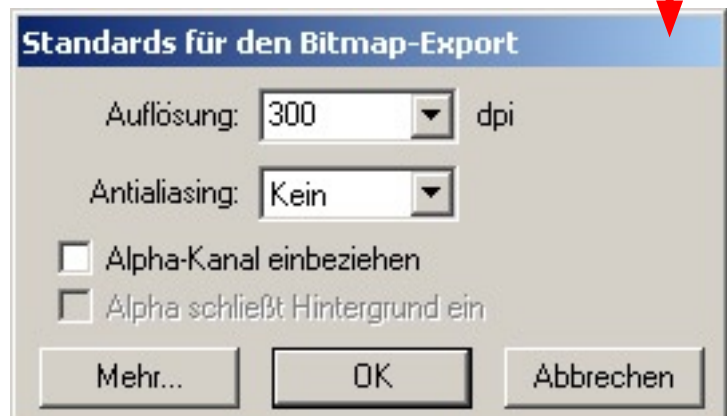 Standards für den Bitmap-Export
Auflösung: 300 dpi
Antialiasing: Kein
Alpha-Kanal einbeziehen
Alpha schließt Hintergrund ein
Mehr... OK Abbrechen